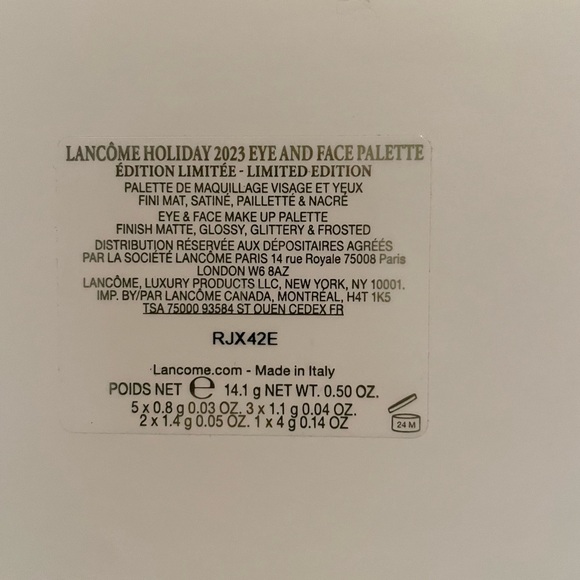 LANCÔME HOLIDAY 2023 EYE AND FACE PALETTE
ÉDITION LIMITÉE - LIMITED EDITION
PALETTE DE MAQUILLAGE VISAGE ET YEUX
FINI MAT, SATINÉ, PAILLETÉ & NACRÉ
EYE & FACE MAKE UP PALETTE
FINISH MATTE, GLOSSY, GLITTERY & FROSTED
DISTRIBUTION RÉSERVÉE AUX DÉPOSITAIRES AGRÉÉS
PAR LA SOCIÉTÉ LANCÔME PARIS 14 rue Royale 75008 Paris
LONDON W6 8AZ
LANCÔME, LUXURY PRODUCTS LLC, NEW YORK, NY 10001.
IMP. BY/PAR LANCÔME CANADA, MONTRÉAL, H4T 1K5
TSA 75000 93584 ST OUEN CEDEX FR
RJX42E
Lancome.com - Made in Italy
POIDS NET e 14.1 g NET WT. 0.50 OZ.
5 x 0.8 g 0.03 OZ. 3 x 1.1 g 0.04 OZ.
2 x 1.4 g 0.05 OZ. 1 x 4 g 0.14 OZ
24 M